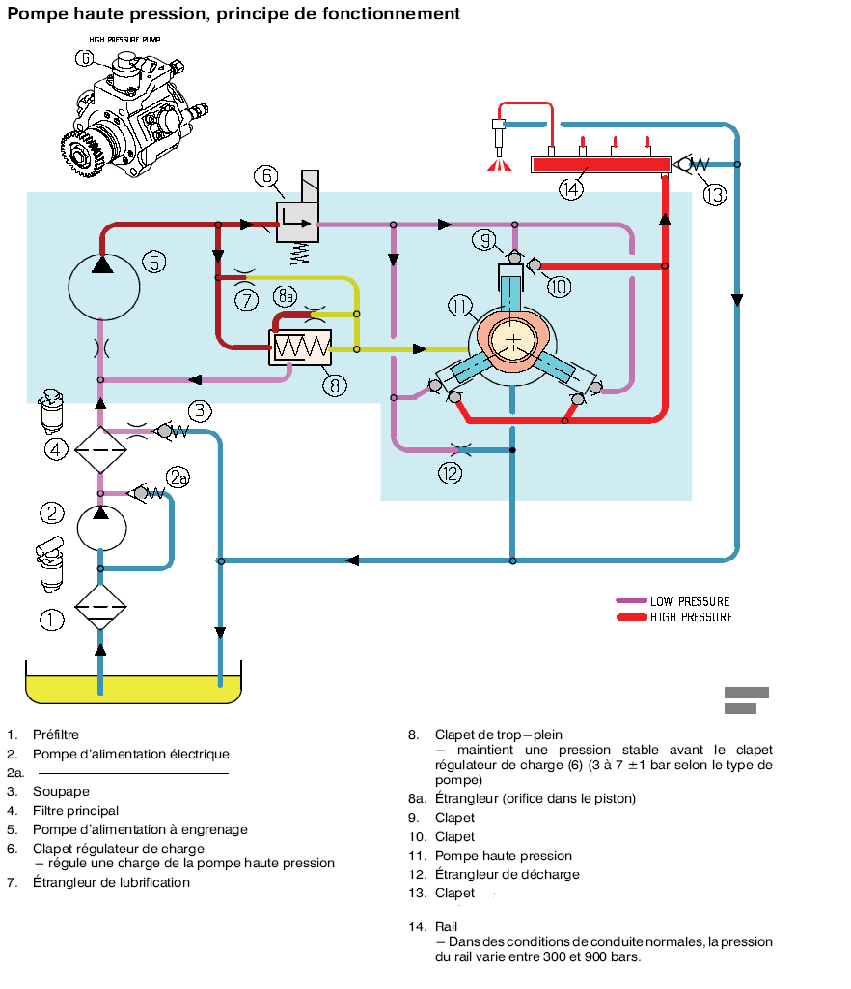 Pompe haute pression, principe de fonctionnement
HIGH PRESSURE PUMP
6
6
14
13
9
5
10
7
8a
11
8
3
4
2a
12
2
1
LOW PRESSURE
HIGH PRESSURE
1. Préfiltre
2. Pompe d'alimentation électrique
2a.
3. Soupape
4. Filtre principal
5. Pompe d'alimentation à engrenage
6. Clapet régulateur de charge
– régule une charge de la pompe haute pression
7. Étrangleur de lubrification
8. Clapet de trop–plein
– maintient une pression stable avant le clapet
régulateur de charge (6) (3 à 7 ±1 bar selon le type de
pompe)
8a. Étrangleur (orifice dans le piston)
9. Clapet
10. Clapet
11. Pompe haute pression
12. Étrangleur de décharge
13. Clapet
14. Rail
– Dans des conditions de conduite normales, la pression
du rail varie entre 300 et 900 bars.